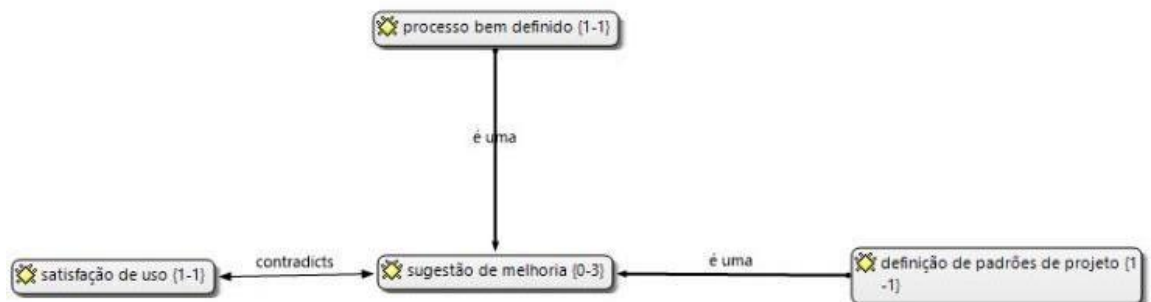 processo bem definido {1-1}
é uma
contradicts
é uma
satisfação de uso {1-1}
sugestão de melhoria {0-3}
definição de padrões de projeto {1
-1}